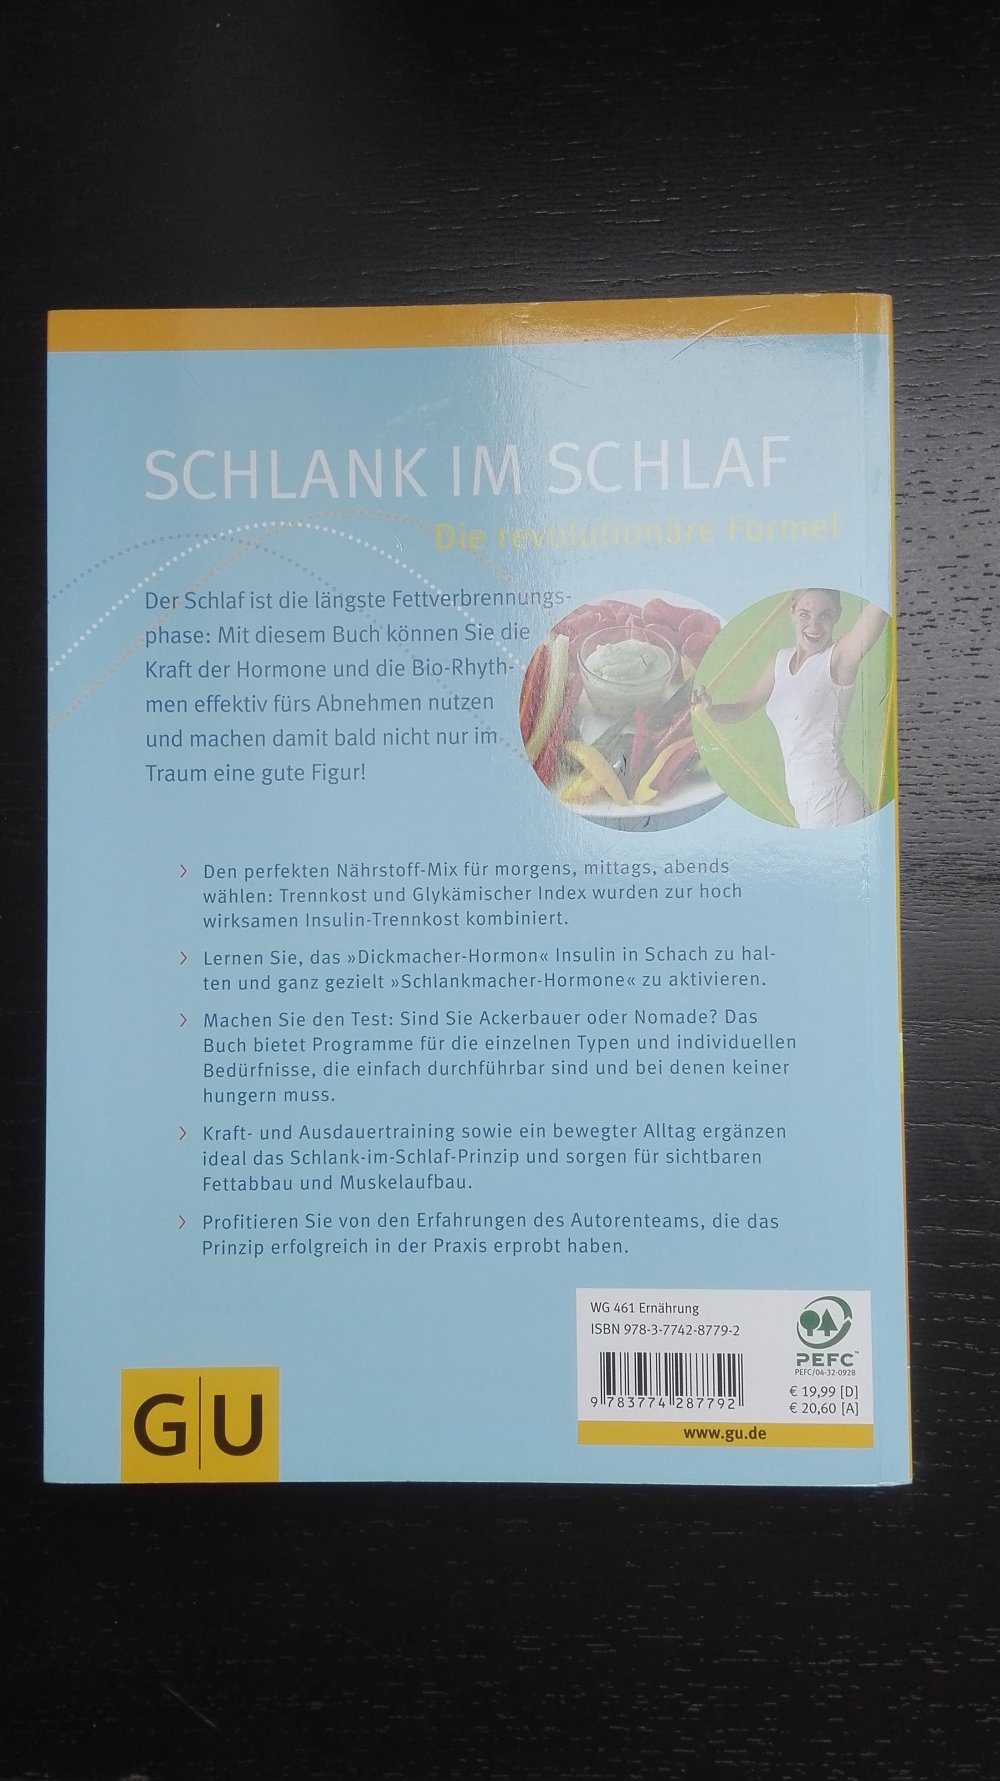 SCHLANK IM SCHLAF
Die revolutionäre Formel
Der Schlaf ist die längste Fettverbrennungs-
phase: Mit diesem Buch können Sie die
Kraft der Hormone und die Bio-Rhyth-
men effektiv fürs Abnehmen nutzen
und machen damit bald nicht nur im
Traum eine gute Figur!
> Den perfekten Nährstoff-Mix für morgens, mittags, abends
wählen: Trennkost und Glykämischer Index wurden zur hoch
wirksamen Insulin-Trennkost kombiniert.
> Lernen Sie, das »Dickmacher-Hormon« Insulin in Schach zu hal-
ten und ganz gezielt »Schlankmacher-Hormone« zu aktivieren.
> Machen Sie den Test: Sind Sie Ackerbauer oder Nomade? Das
Buch bietet Programme für die einzelnen Typen und individuellen
Bedürfnisse, die einfach durchführbar sind und bei denen keiner
hungern muss.
> Kraft- und Ausdauertraining sowie ein bewegter Alltag ergänzen
ideal das Schlank-im-Schlaf-Prinzip und sorgen für sichtbaren
Fettabbau und Muskelaufbau.
> Profitieren Sie von den Erfahrungen des Autorenteams, die das
Prinzip erfolgreich in der Praxis erprobt haben.
WG 461 Ernährung
ISBN 978-3-7742-8779-2
9 783774 287792
PEFC™
PEFC/04-32-0928
€ 19,99 [D]
€ 20,60 [A]
www.gu.de
G|U